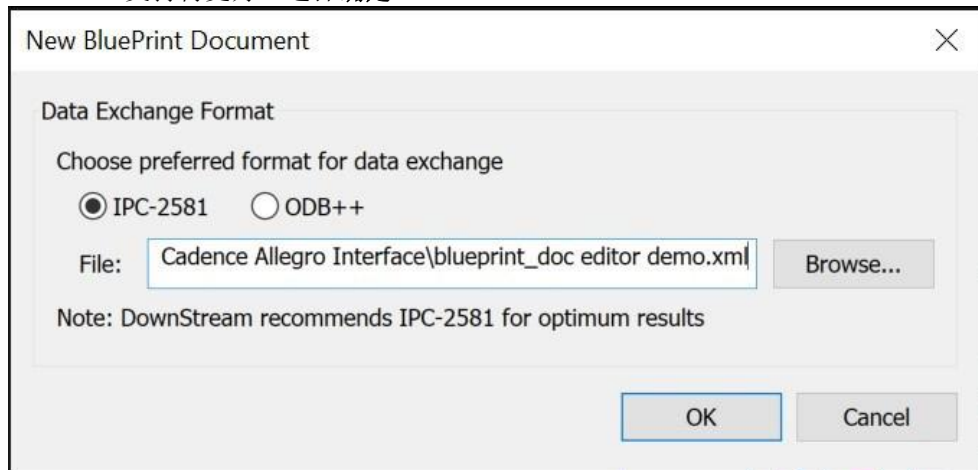 New BluePrint Document
Data Exchange Format
Choose preferred format for data exchange
IPC-2581 ODB++
File: Cadence Allegro Interface\blueprint_doc editor demo.xml Browse...
Note: DownStream recommends IPC-2581 for optimum results
OK Cancel